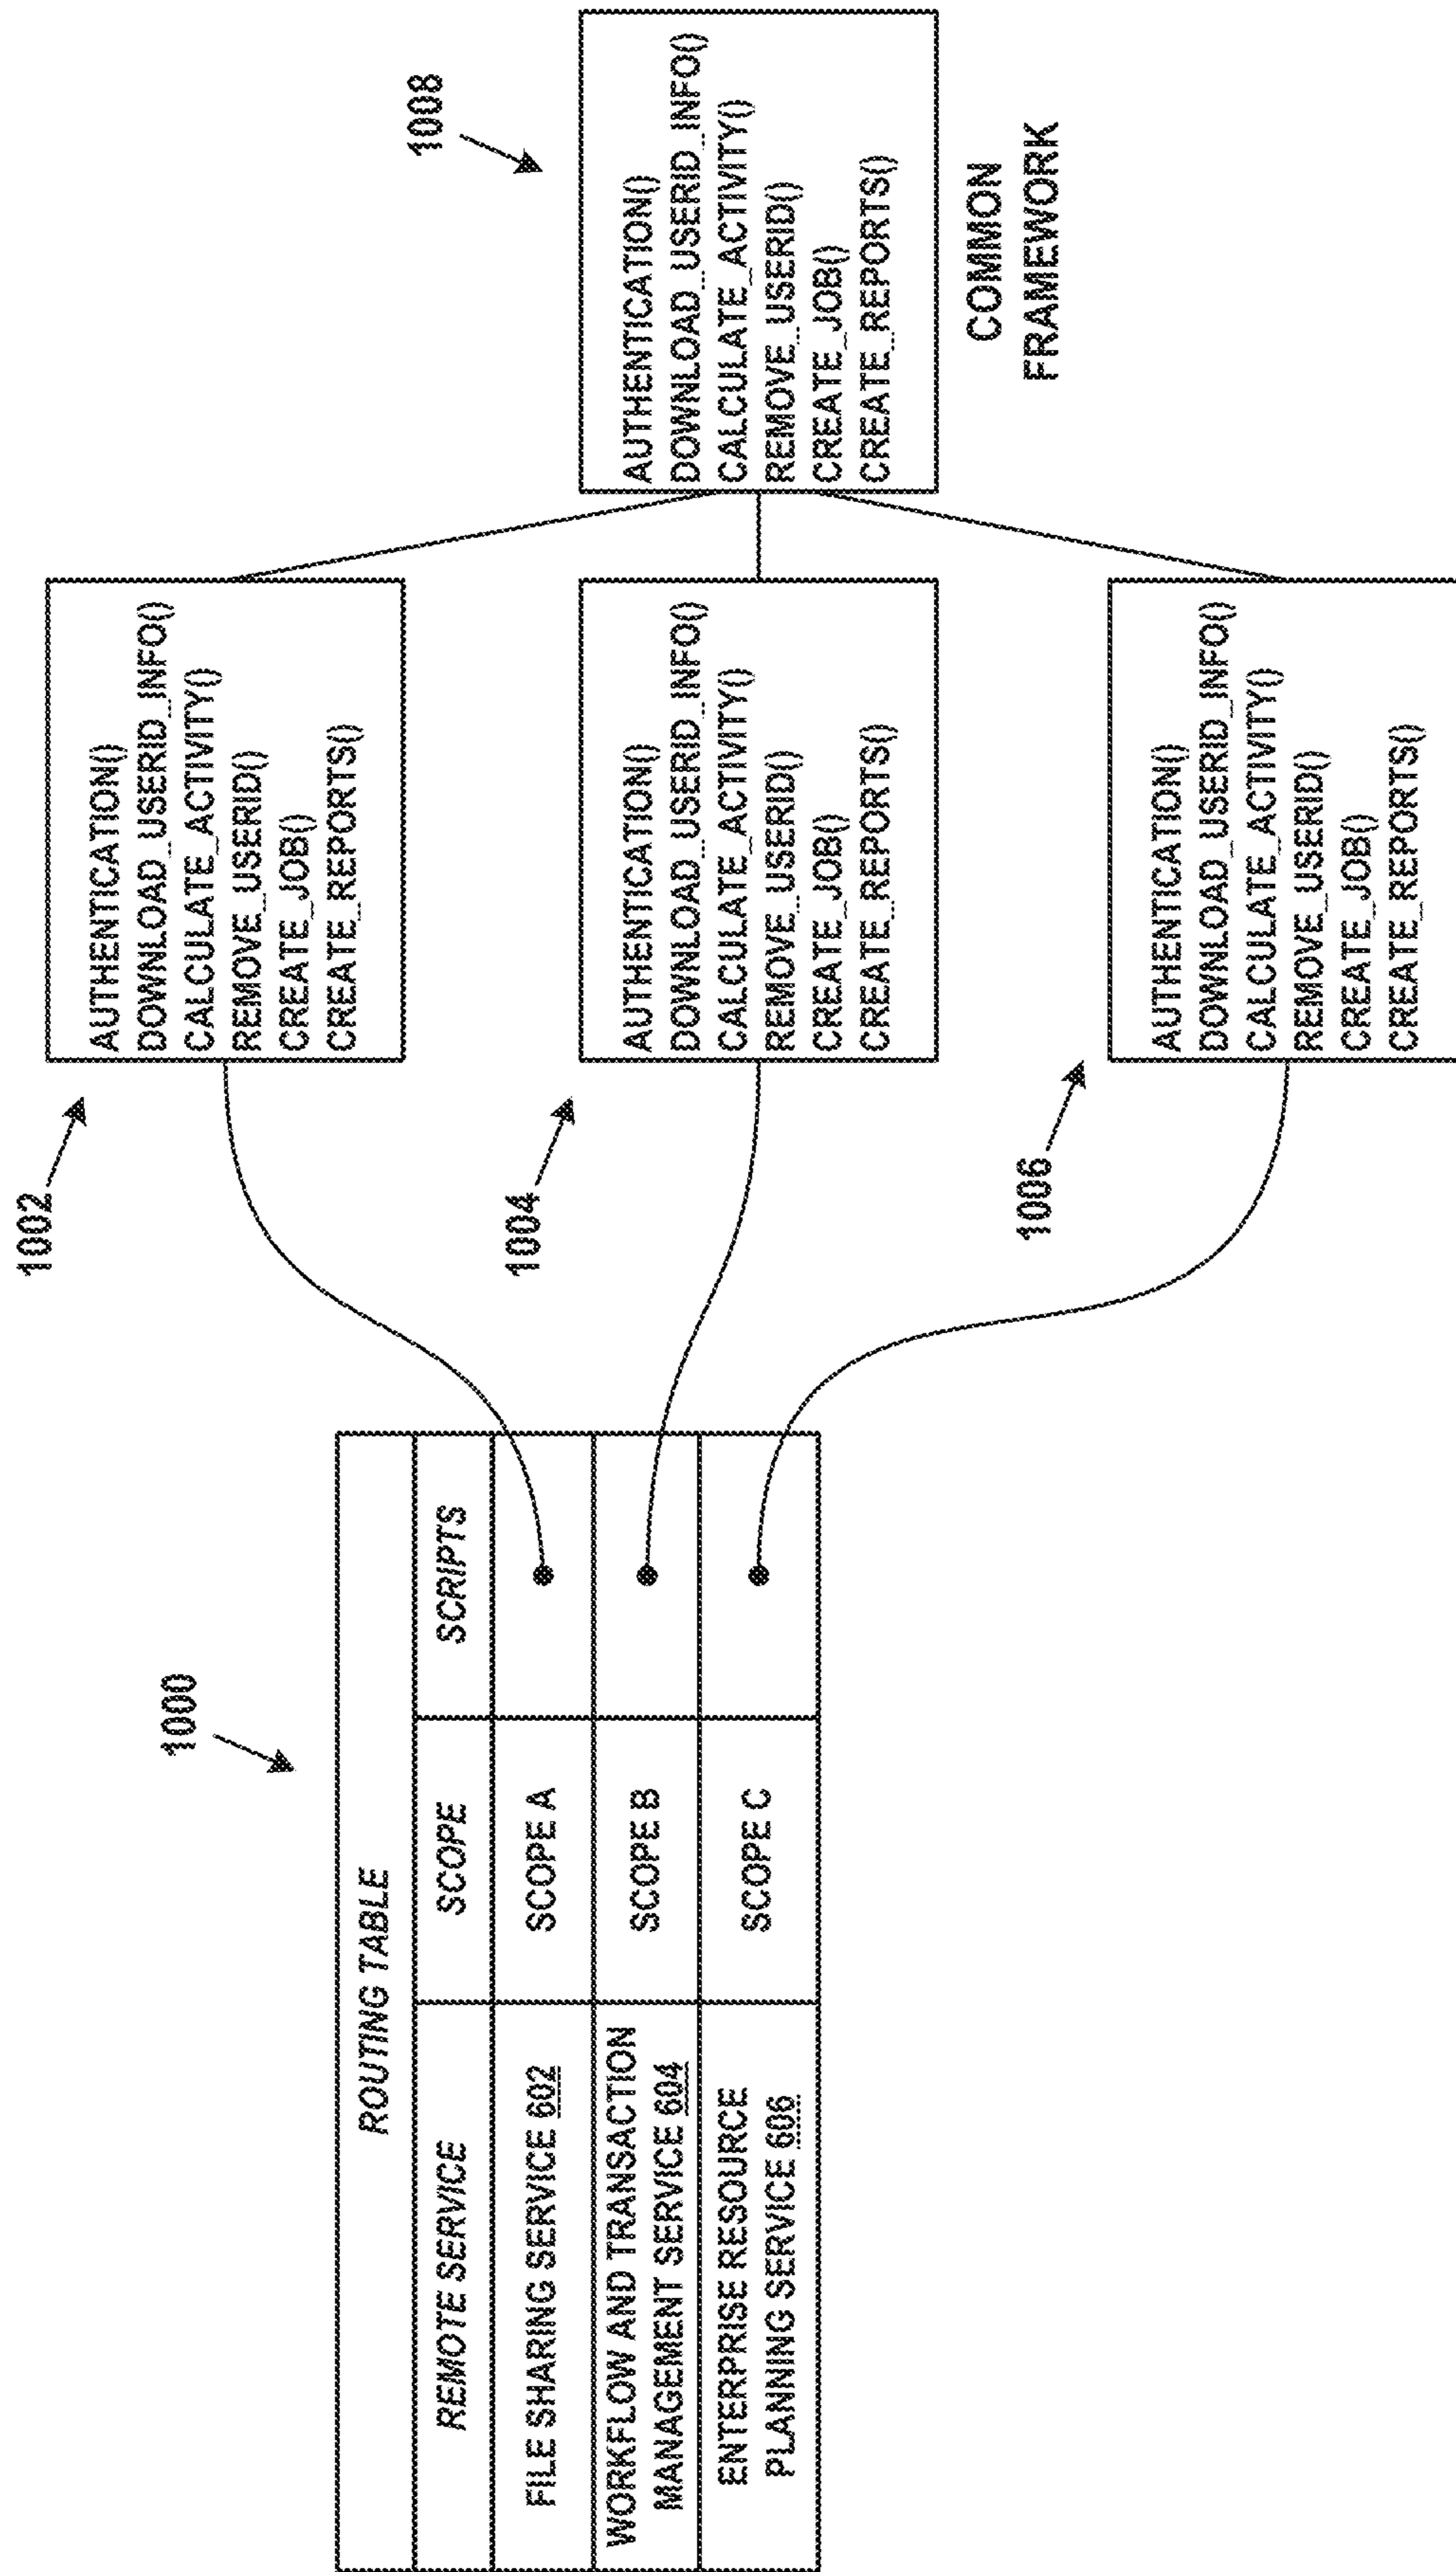 1000
ROUTING TABLE
REMOTE SERVICE
SCOPE
SCRIPTS
FILE SHARING SERVICE 602
SCOPE A
WORKFLOW AND TRANSACTION
MANAGEMENT SERVICE 604
SCOPE B
ENTERPRISE RESOURCE
PLANNING SERVICE 606
SCOPE C
1002
AUTHENTICATION()
DOWNLOAD_USERID_INFO()
CALCULATE_ACTIVITY()
REMOVE_USERID()
CREATE_JOB()
CREATE_REPORTS()
1004
AUTHENTICATION()
DOWNLOAD_USERID_INFO()
CALCULATE_ACTIVITY()
REMOVE_USERID()
CREATE_JOB()
CREATE_REPORTS()
1006
AUTHENTICATION()
DOWNLOAD_USERID_INFO()
CALCULATE_ACTIVITY()
REMOVE_USERID()
CREATE_JOB()
CREATE_REPORTS()
1008
AUTHENTICATION()
DOWNLOAD_USERID_INFO()
CALCULATE_ACTIVITY()
REMOVE_USERID()
CREATE_JOB()
CREATE_REPORTS()
COMMON
FRAMEWORK